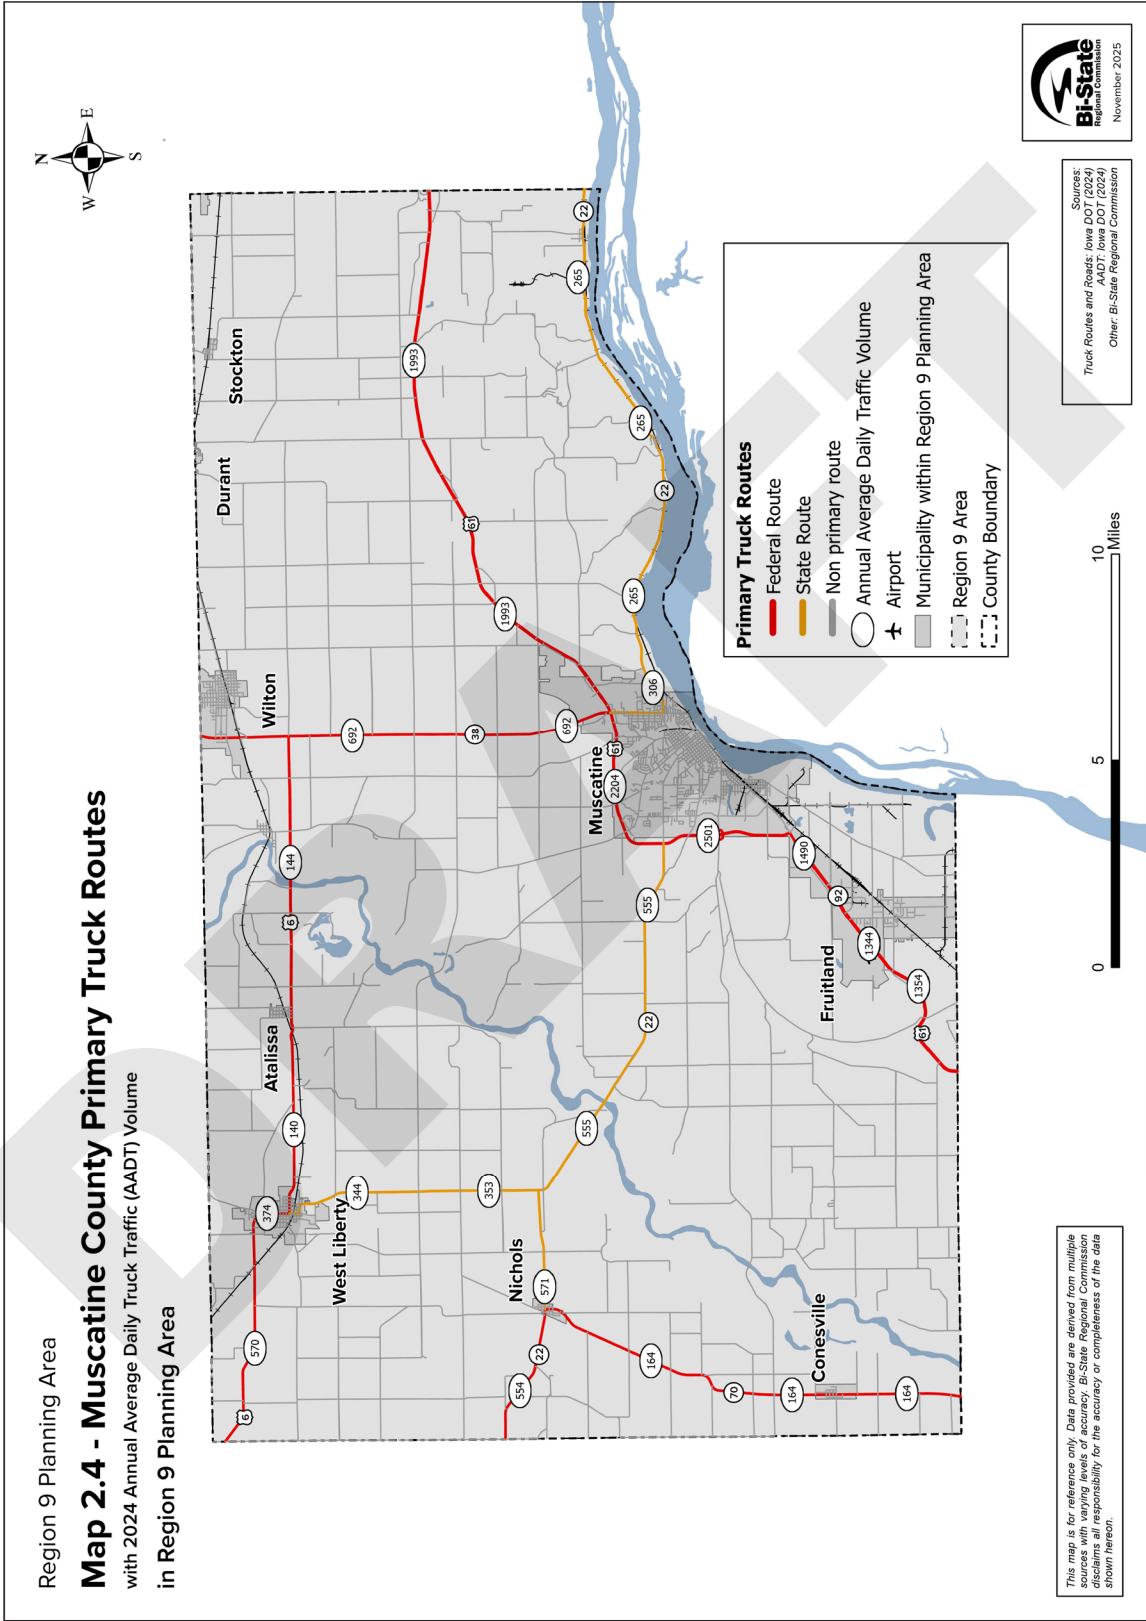 Region 9 Planning Area
Map 2.4 - Muscatine County Primary Truck Routes
with 2024 Annual Average Daily Truck Traffic (AADT) Volume
in Region 9 Planning Area
N
W
E
S
DRAFT
Stockton
Durant
Wilton
Atalissa
West Liberty
Muscatine
Nichols
Fruitland
Conesville
6
570
374
140
6
144
692
38
692
344
353
571
22
554
164
70
164
164
555
22
555
2204
61
2501
1490
92
1344
1354
61
306
1993
61
1993
265
22
265
265
22
Primary Truck Routes
Federal Route
State Route
Non primary route
Annual Average Daily Traffic Volume
Airport
Municipality within Region 9 Planning Area
Region 9 Area
County Boundary
0
5
10
Miles
This map is for reference only. Data provided are derived from multiple
sources with varying levels of accuracy. Bi-State Regional Commission
disclaims all responsibility for the accuracy or completeness of the data
shown hereon.
Sources:
Truck Routes and Roads: Iowa DOT (2024)
AADT: Iowa DOT (2024)
Other: Bi-State Regional Commission
Bi-State
Regional Commission
November 2025